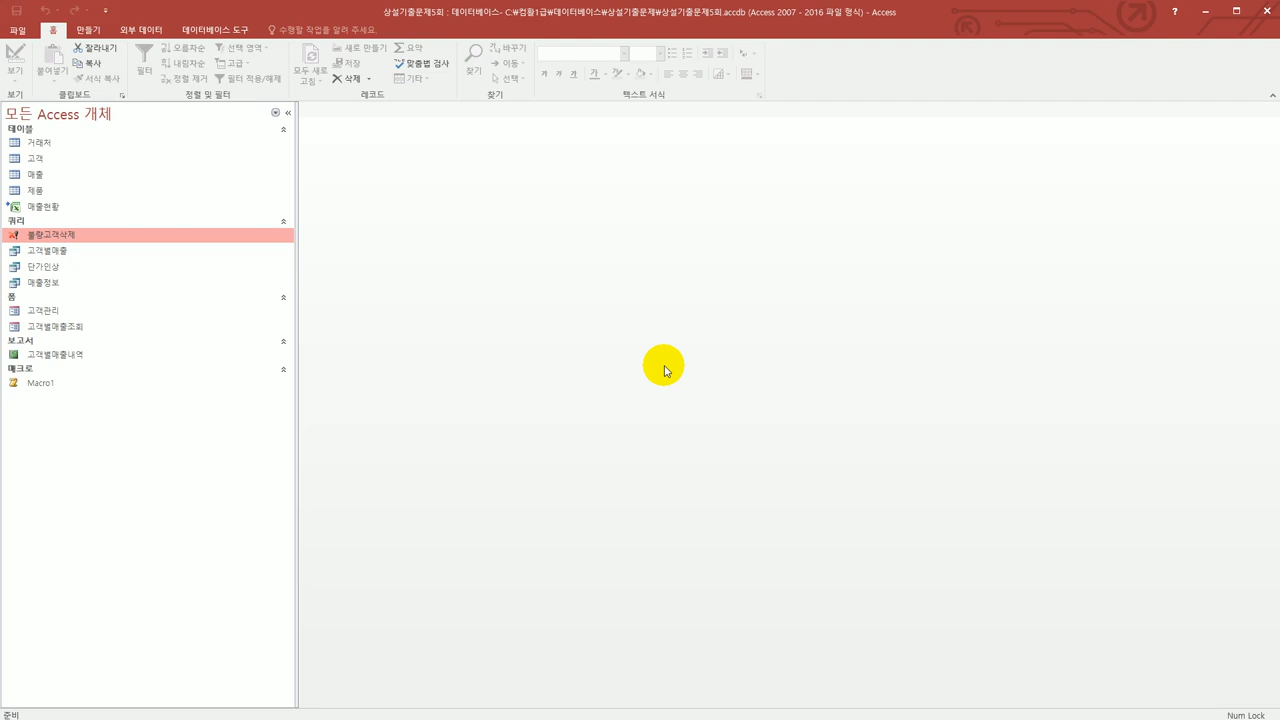 상설기출문제5회 : 데이터베이스- C:₩컴활1급₩데이터베이스₩상설기출문제₩상설기출문제5회.accdb (Access 2007 - 2016 파일 형식) - Access
파일 홈 만들기 외부 데이터 데이터베이스 도구 수행할 작업을 알려 주세요.
보기
붙여넣기
잘라내기
복사
서식 복사
필터
오름차순
내림차순
정렬 제거
선택 영역
고급
필터 적용/해제
모두 새로 고침
새로 만들기
저장
삭제
요약
맞춤법 검사
기타
찾기
바꾸기
이동
선택
가 가 가 가
보기 클립보드 정렬 및 필터 레코드 찾기 텍스트 서식
모든 Access 개체
테이블
거래처
고객
매출
제품
매출현황
쿼리
불량고객삭제
고객별매출
단가인상
매출정보
폼
고객관리
고객별매출조회
보고서
고객별매출내역
매크로
Macro1
준비
Num Lock